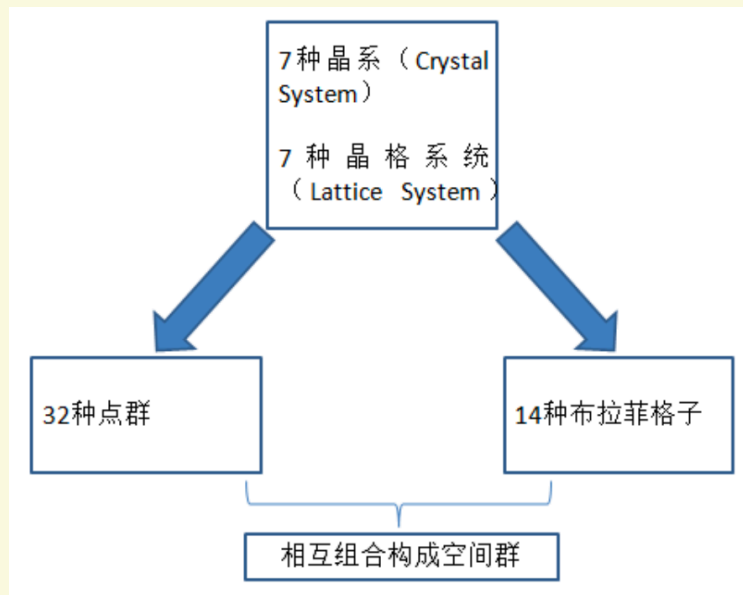 7种晶系（Crystal
System）
7种晶格系统
（Lattice System）
32种点群
14种布拉菲格子
相互组合构成空间群